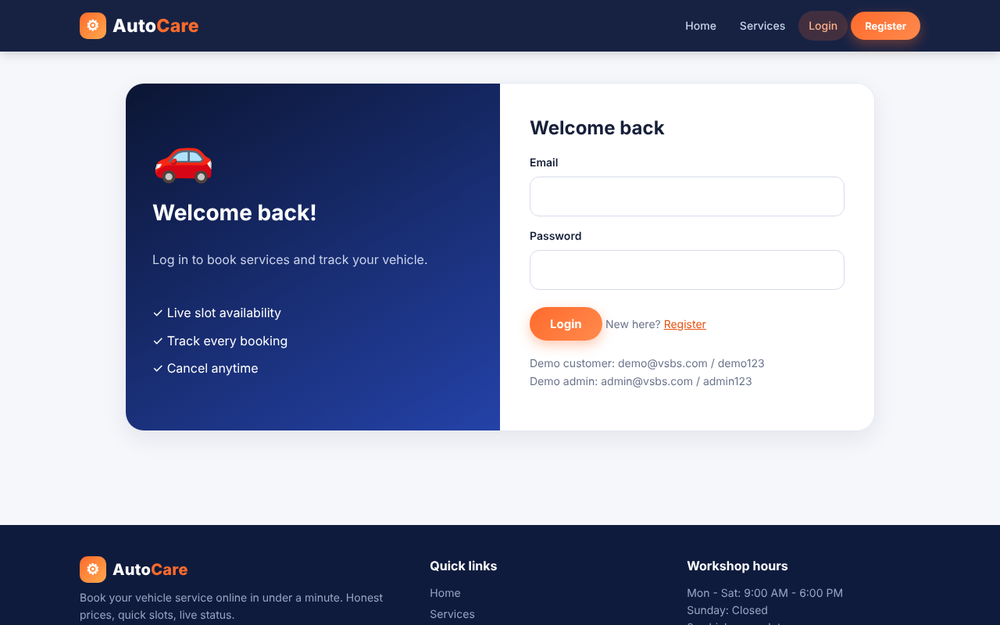 AutoCare
Home
Services
Login
Register
Welcome back!
Log in to book services and track your vehicle.
✓ Live slot availability
✓ Track every booking
✓ Cancel anytime
Welcome back
Email
Password
Login
New here? Register
Demo customer: demo@vsbs.com / demo123
Demo admin: admin@vsbs.com / admin123
AutoCare
Book your vehicle service online in under a minute. Honest
prices, quick slots, live status.
Quick links
Home
Services
Workshop hours
Mon - Sat: 9:00 AM - 6:00 PM
Sunday: Closed